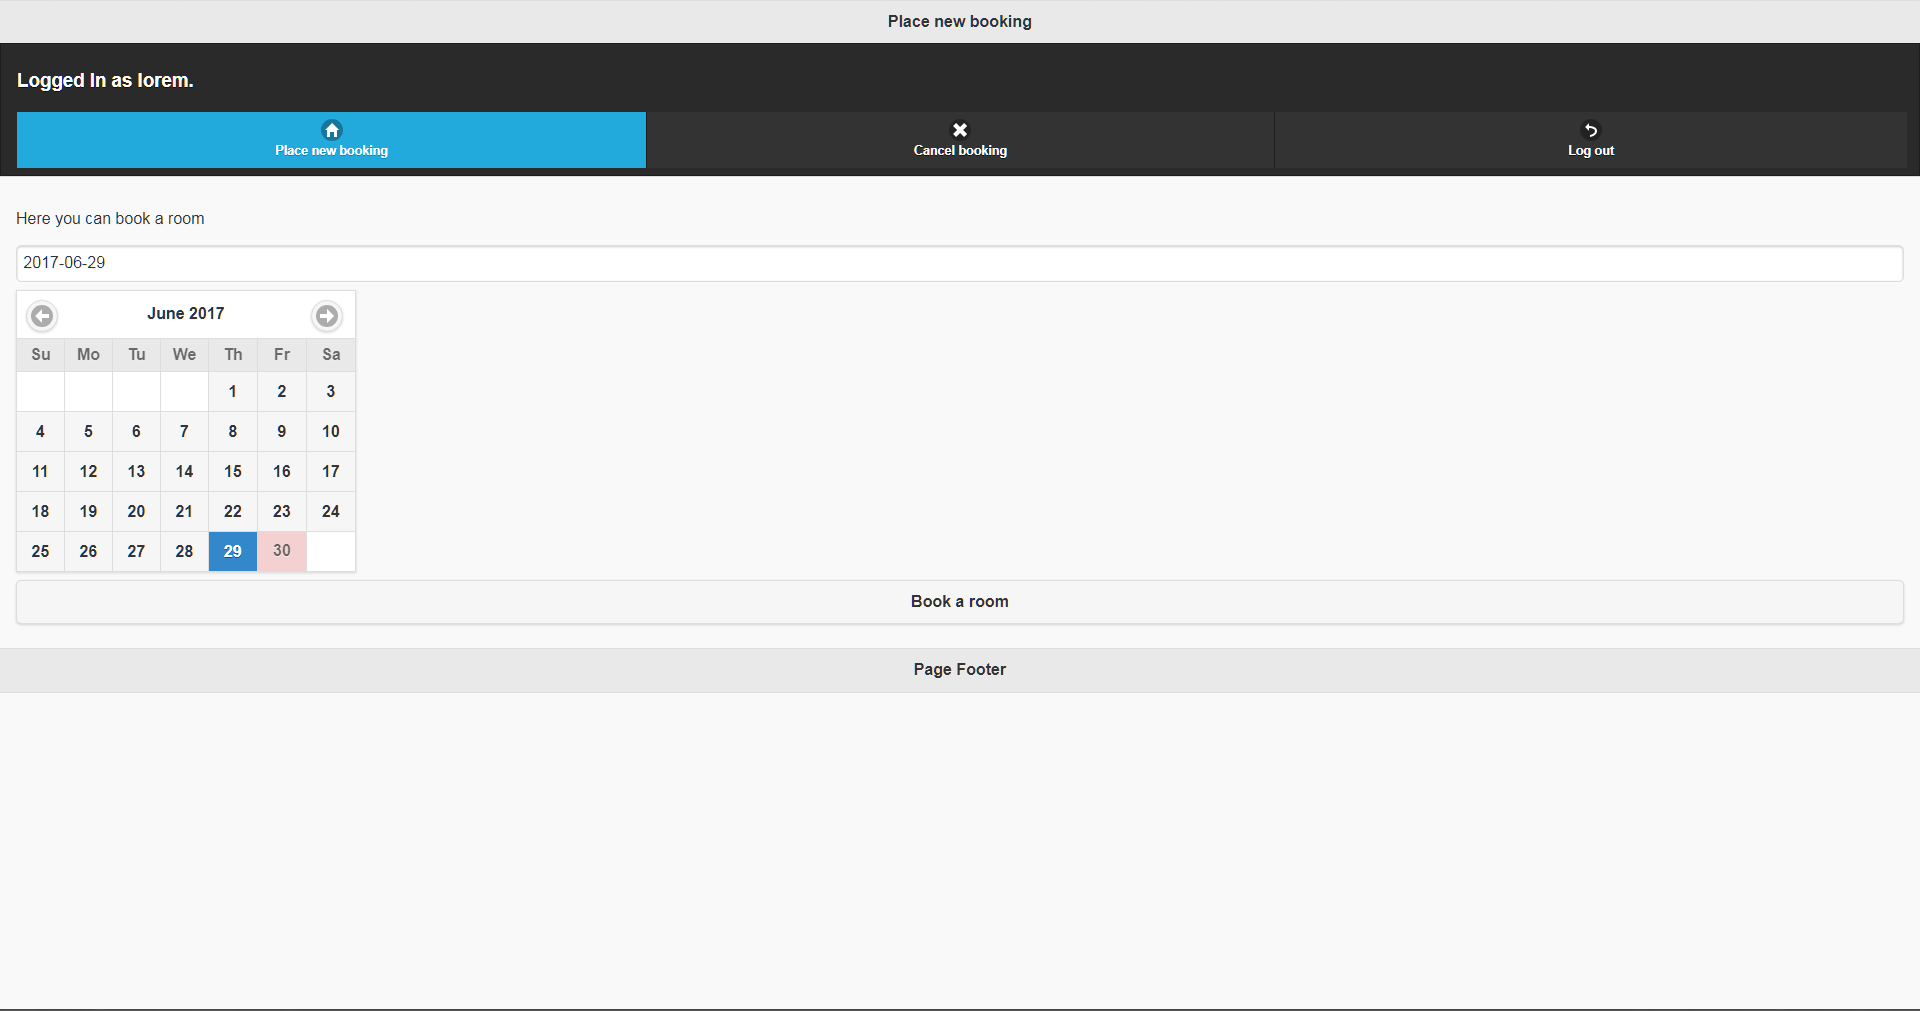 Place new booking
Logged In as lorem.
Place new booking
Cancel booking
Log out
Here you can book a room
2017-06-29
June 2017
Su Mo Tu We Th Fr Sa
1 2 3
4 5 6 7 8 9 10
11 12 13 14 15 16 17
18 19 20 21 22 23 24
25 26 27 28 29 30
Book a room
Page Footer